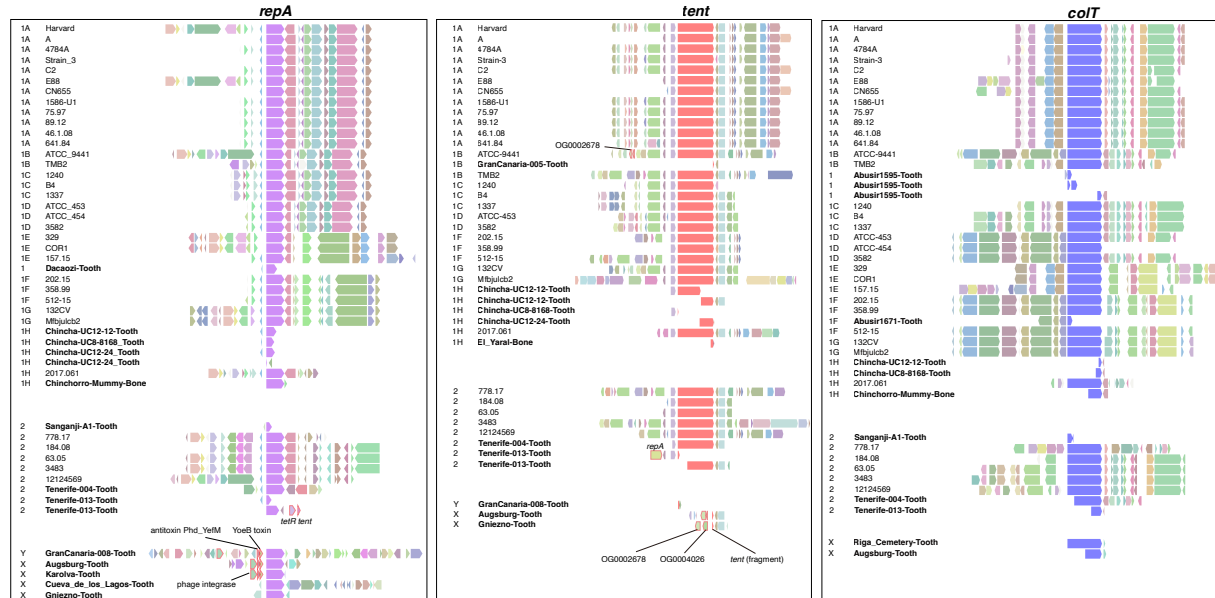 repA
1A Harvard
1A A
1A 4784A
1A Strain_3
1A C2
1A E88
1A CN655
1A 1586-U1
1A 75.97
1A 89.12
1A 46.1.08
1A 641.84
1B ATCC_9441
1B TMB2
1C 1240
1C B4
1C 1337
1D ATCC_453
1D ATCC_454
1D 3582
1E 329
1E COR1
1E 157.15
1 Dacaozi-Tooth
1F 202.15
1F 358.99
1F 512-15
1G 132CV
1G Mfbjulcb2
1H Chincha-UC12-12-Tooth
1H Chincha-UC8-8168_Tooth
1H Chincha-UC12-24_Tooth
1H Chincha-UC12-24_Tooth
1H 2017.061
1H Chinchorro-Mummy-Bone
2 Sanganji-A1-Tooth
2 778.17
2 184.08
2 63.05
2 3483
2 12124569
2 Tenerife-004-Tooth
2 Tenerife-013-Tooth
2 Tenerife-013-Tooth
tetR tent
antitoxin Phd_YefM YoeB toxin
Y GranCanaria-008-Tooth
X Augsburg-Tooth
X Karolva-Tooth
phage integrase
X Cueva_de_los_Lagos-Tooth
X Gniezno-Tooth
tent
1A Harvard
1A A
1A 4784A
1A Strain-3
1A C2
1A E88
1A CN655
1A 1586-U1
1A 75.97
1A 89.12
1A 46.1.08
1A 641.84
OG0002678
1B ATCC-9441
1B GranCanaria-005-Tooth
1B TMB2
1C 1240
1C B4
1C 1337
1D ATCC-453
1D 3582
1F 202.15
1F 358.99
1F 512-15
1G 132CV
1G Mfbjulcb2
1H Chincha-UC12-12-Tooth
1H Chincha-UC12-12-Tooth
1H Chincha-UC8-8168-Tooth
1H Chincha-UC12-24-Tooth
1H 2017.061
1H El_Yaral-Bone
2 778.17
2 184.08
2 63.05
2 3483
2 12124569
2 Tenerife-004-Tooth
repA
2 Tenerife-013-Tooth
2 Tenerife-013-Tooth
Y GranCanaria-008-Tooth
X Augsburg-Tooth
X Gniezno-Tooth
OG0002678 OG0004026 tent (fragment)
colT
1A Harvard
1A A
1A 4784A
1A Strain-3
1A C2
1A E88
1A CN655
1A 1586-U1
1A 75.97
1A 89.12
1A 46.1.08
1A 641.84
1B ATCC-9441
1B TMB2
1 Abusir1595-Tooth
1 Abusir1595-Tooth
1 Abusir1595-Tooth
1C 1240
1C B4
1C 1337
1D ATCC-453
1D ATCC-454
1D 3582
1E 329
1E COR1
1E 157.15
1F 202.15
1F 358.99
1F Abusir1671-Tooth
1F 512-15
1G 132CV
1G Mfbjulcb2
1H Chincha-UC12-12-Tooth
1H Chincha-UC8-8168-Tooth
1H 2017.061
1H Chinchorro-Mummy-Bone
2 Sanganji-A1-Tooth
2 778.17
2 184.08
2 63.05
2 3483
2 12124569
2 Tenerife-004-Tooth
2 Tenerife-013-Tooth
X Riga_Cemetery-Tooth
X Augsburg-Tooth